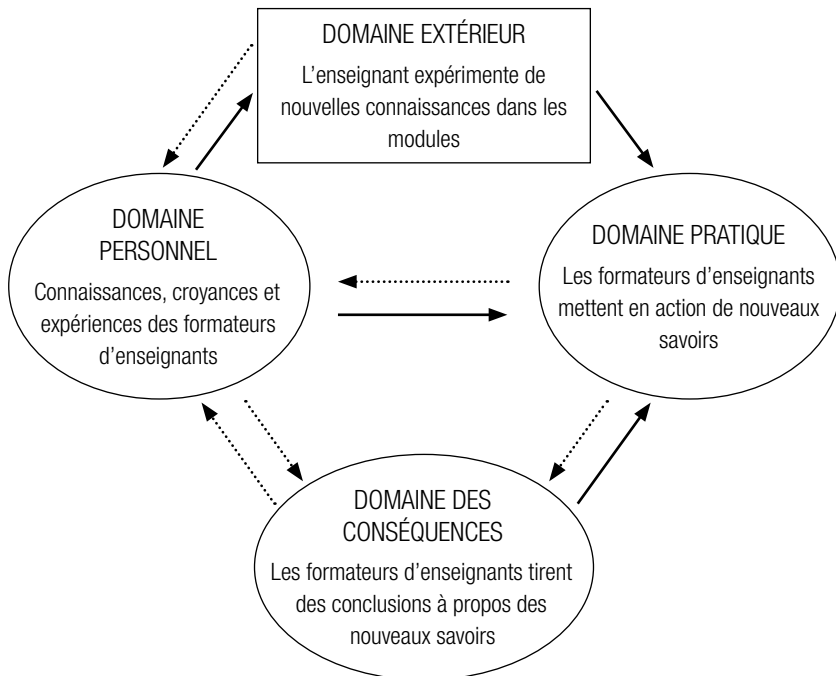 DOMAINE EXTÉRIEUR
L'enseignant expérimente de
nouvelles connaissances dans les
modules
DOMAINE
PERSONNEL
Connaissances, croyances et
expériences des formateurs
d'enseignants
DOMAINE PRATIQUE
Les formateurs d'enseignants
mettent en action de nouveaux
savoirs
DOMAINE DES
CONSÉQUENCES
Les formateurs d'enseignants tirent
des conclusions à propos des
nouveaux savoirs